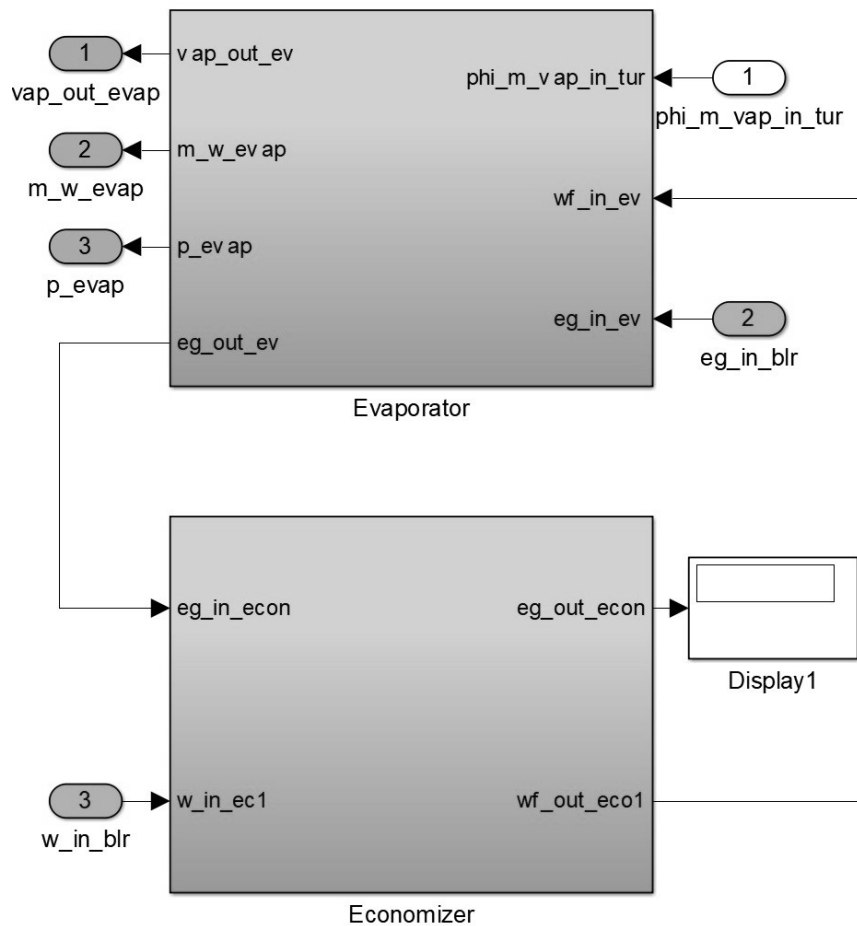 1
vap_out_evap
2
m_w_evap
3
p_evap
v ap_out_ev
m_w_ev ap
p_ev ap
eg_out_ev
phi_m_v ap_in_tur
wf_in_ev
eg_in_ev
1
phi_m_vap_in_tur
2
eg_in_blr
Evaporator
eg_in_econ
w_in_ec1
eg_out_econ
wf_out_eco1
Display1
3
w_in_blr
Economizer